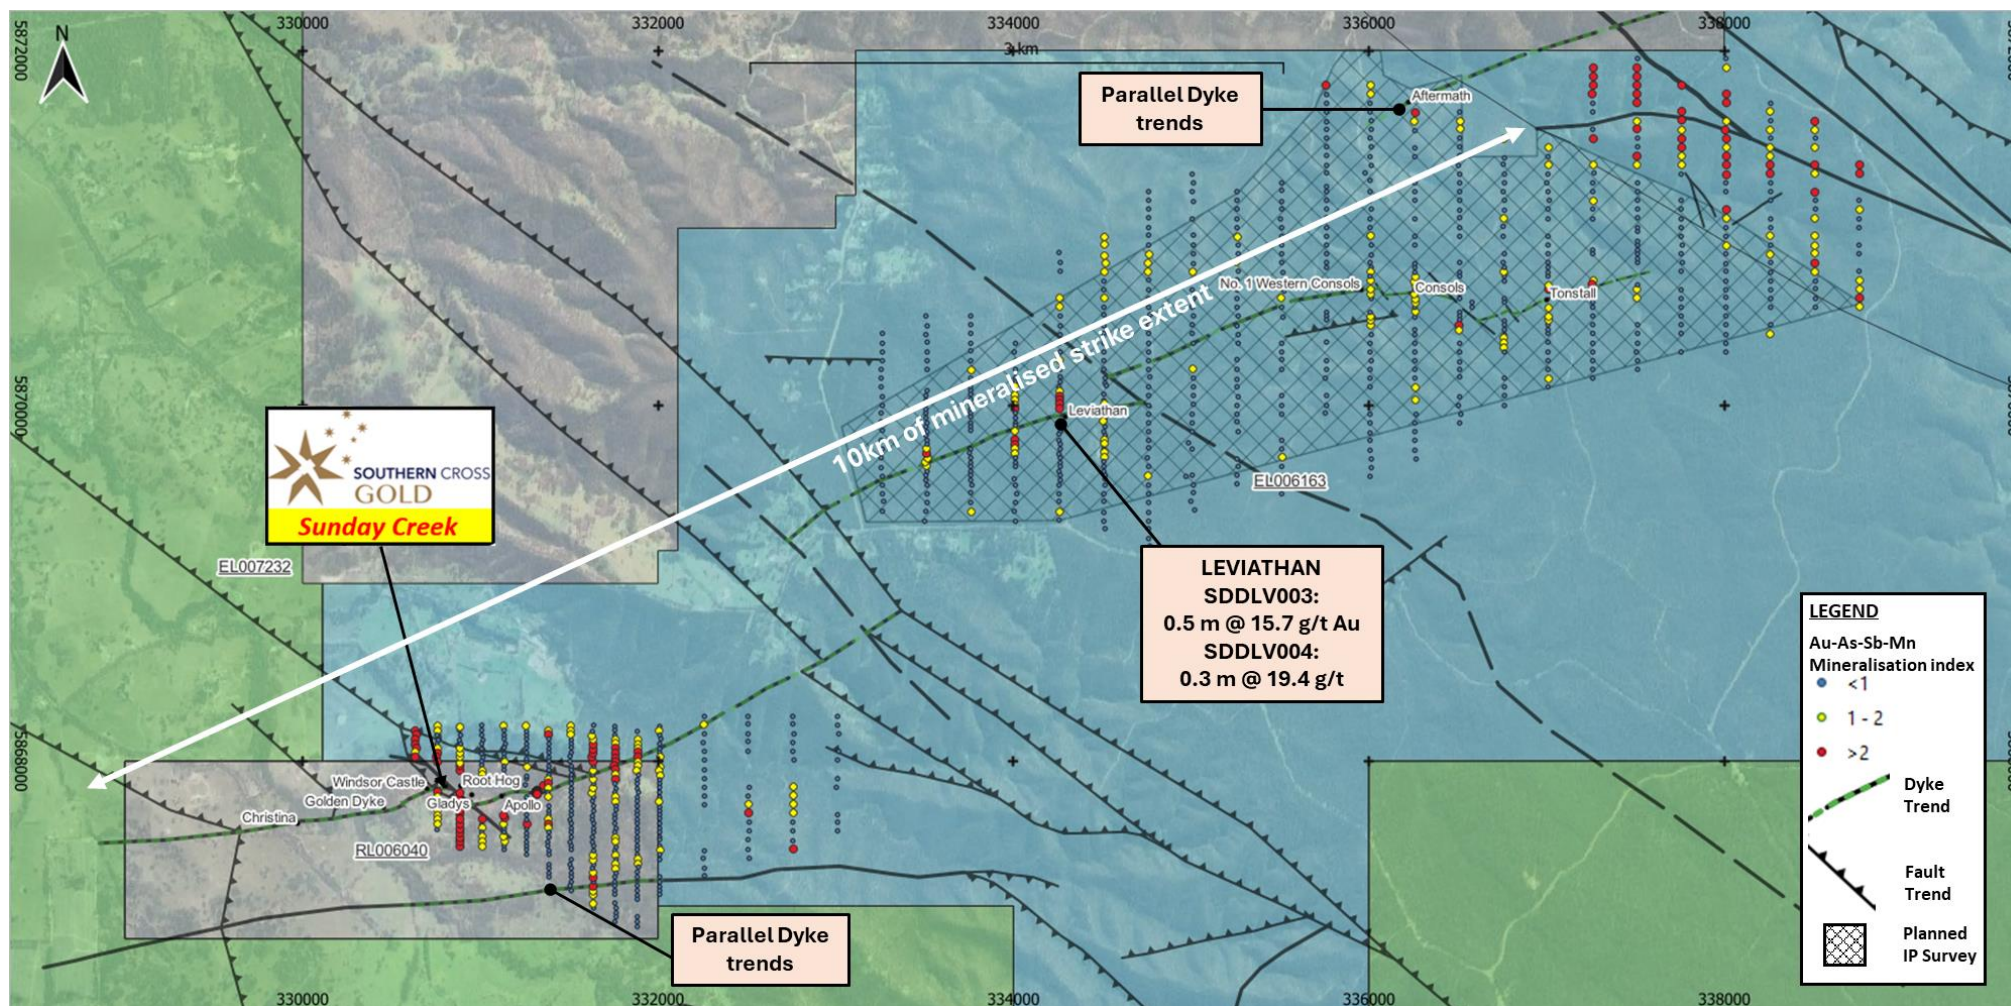 330000
332000
334000
336000
338000
5872000
N
3 km
Parallel Dyke
trends
Aftermath
No. 1 Western Consols
Consols
Tonstall
10km of mineralised strike extent
5870000
Leviathan
SOUTHERN CROSS
GOLD
Sunday Creek
EL006163
EL007232
LEVIATHAN
SDDLV003:
0.5 m @ 15.7 g/t Au
SDDLV004:
0.3 m @ 19.4 g/t
LEGEND
Au-As-Sb-Mn
Mineralisation index
<1
1 - 2
>2
Dyke
Trend
Fault
Trend
Planned
IP Survey
5868000
Windsor Castle
Root Hog
Golden Dyke
Gladys
Apollo
Christina
RL006040
Parallel Dyke
trends
330000
332000
334000
336000
338000